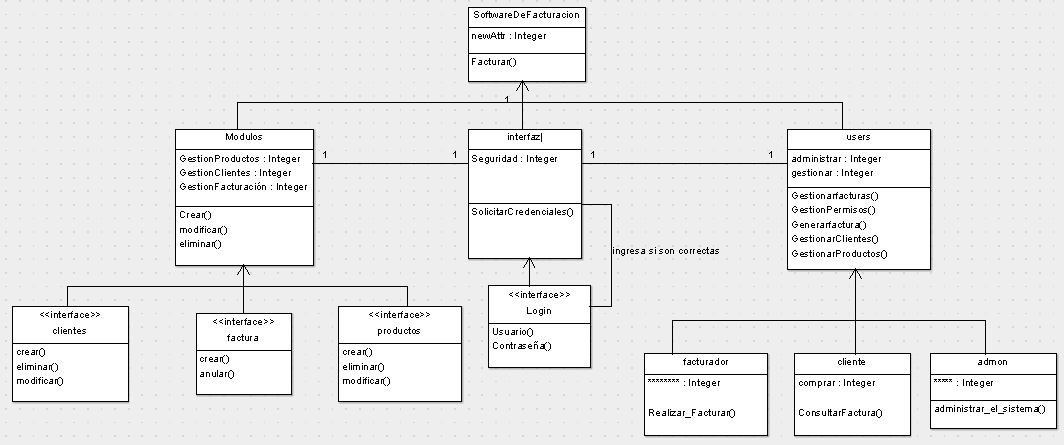 SoftwareDeFacturacion
newAttr : Integer
Facturar()
1
Modulos
GestionProductos : Integer
GestionClientes : Integer
GestionFacturación : Integer
Crear()
modificar()
eliminar()
1
1
interfaz|
Seguridad : Integer
SolicitarCredenciales()
1
1
users
administrar : Integer
gestionar : Integer
Gestionarfacturas()
GestionPermisos()
Generarfactura()
GestionarClientes()
GestionarProductos()
ingresa si son correctas
<<interface>>
clientes
crear()
eliminar()
modificar()
<<interface>>
factura
crear()
anular()
<<interface>>
productos
crear()
eliminar()
modificar()
<<interface>>
Login
Usuario()
Contraseña()
facturador
******** : Integer
Realizar_Facturar()
cliente
comprar : Integer
ConsultarFactura()
admon
***** : Integer
administrar_el_sistema()